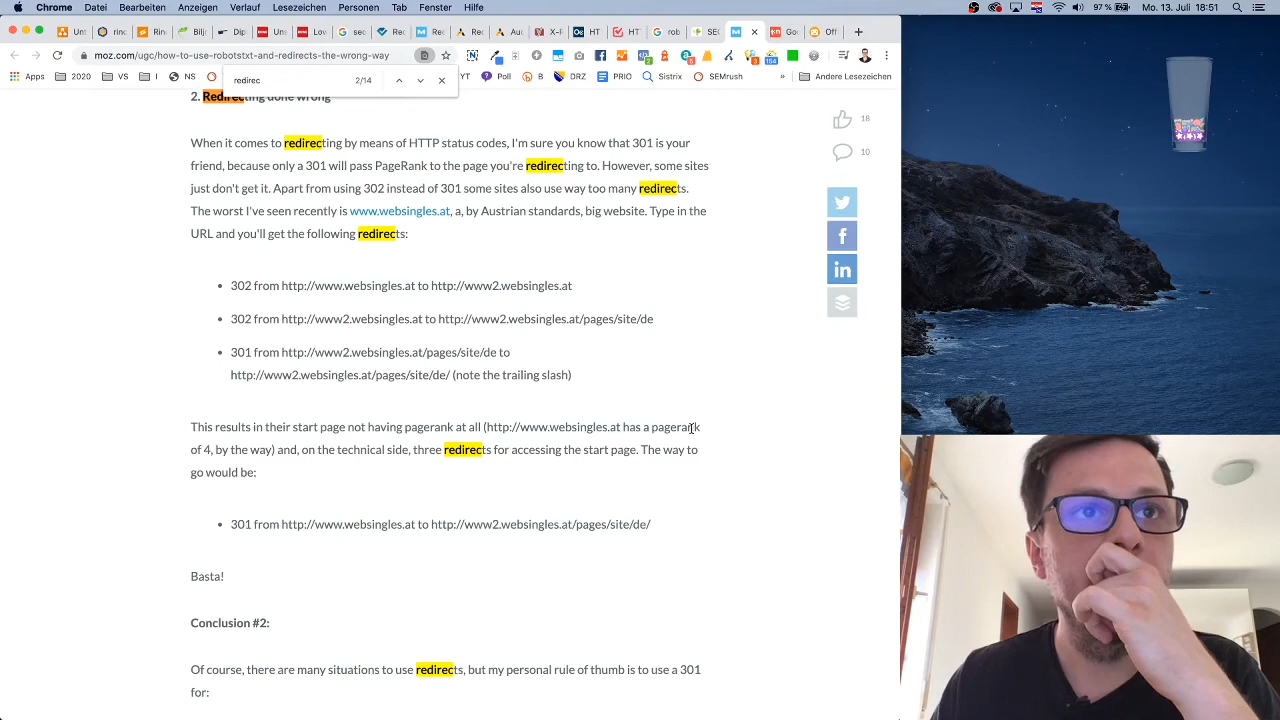 Chrome Ablage Bearbeiten Anzeigen Verlauf Lesezeichen Personen Tab Fenster Hilfe 97 % Mo. 13. Juli 18:51
moz.com/ugc/how-to-use-robotstxt-and-redirects-the-wrong-way
redirec 2/14
Apps 2020 VS I NS YT Poll B DRZ PRIO Sistrix SEMrush » Andere Lesezeichen
2. Redirecting done wrong
18
When it comes to redirecting by means of HTTP status codes, I'm sure you know that 301 is your
friend, because only a 301 will pass PageRank to the page you're redirecting to. However, some sites
10
just don't get it. Apart from using 302 instead of 301 some sites also use way too many redirects.
The worst I've seen recently is www.websingles.at, a, by Austrian standards, big website. Type in the
URL and you'll get the following redirects:
• 302 from http://www.websingles.at to http://www2.websingles.at
• 302 from http://www2.websingles.at to http://www2.websingles.at/pages/site/de
• 301 from http://www2.websingles.at/pages/site/de to
http://www2.websingles.at/pages/site/de/ (note the trailing slash)
This results in their start page not having pagerank at all (http://www.websingles.at has a pagerank
of 4, by the way) and, on the technical side, three redirects for accessing the start page. The way to
go would be:
• 301 from http://www.websingles.at to http://www2.websingles.at/pages/site/de/
Basta!
Conclusion #2:
Of course, there are many situations to use redirects, but my personal rule of thumb is to use a 301
for: